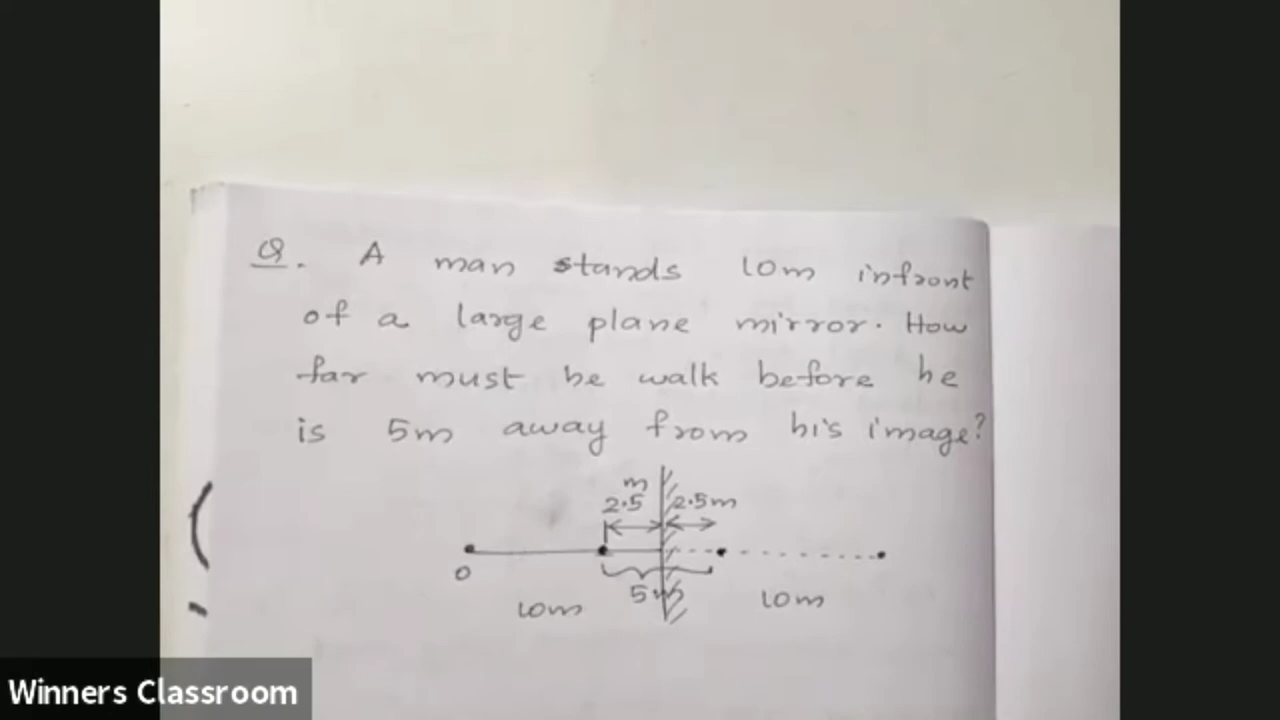 Q. A man stands 10m infront
of a large plane mirror. How
far must he walk before he
is 5m away from his image?
m
2.5 2.5m
O
5m
10m 10m
Winners Classroom